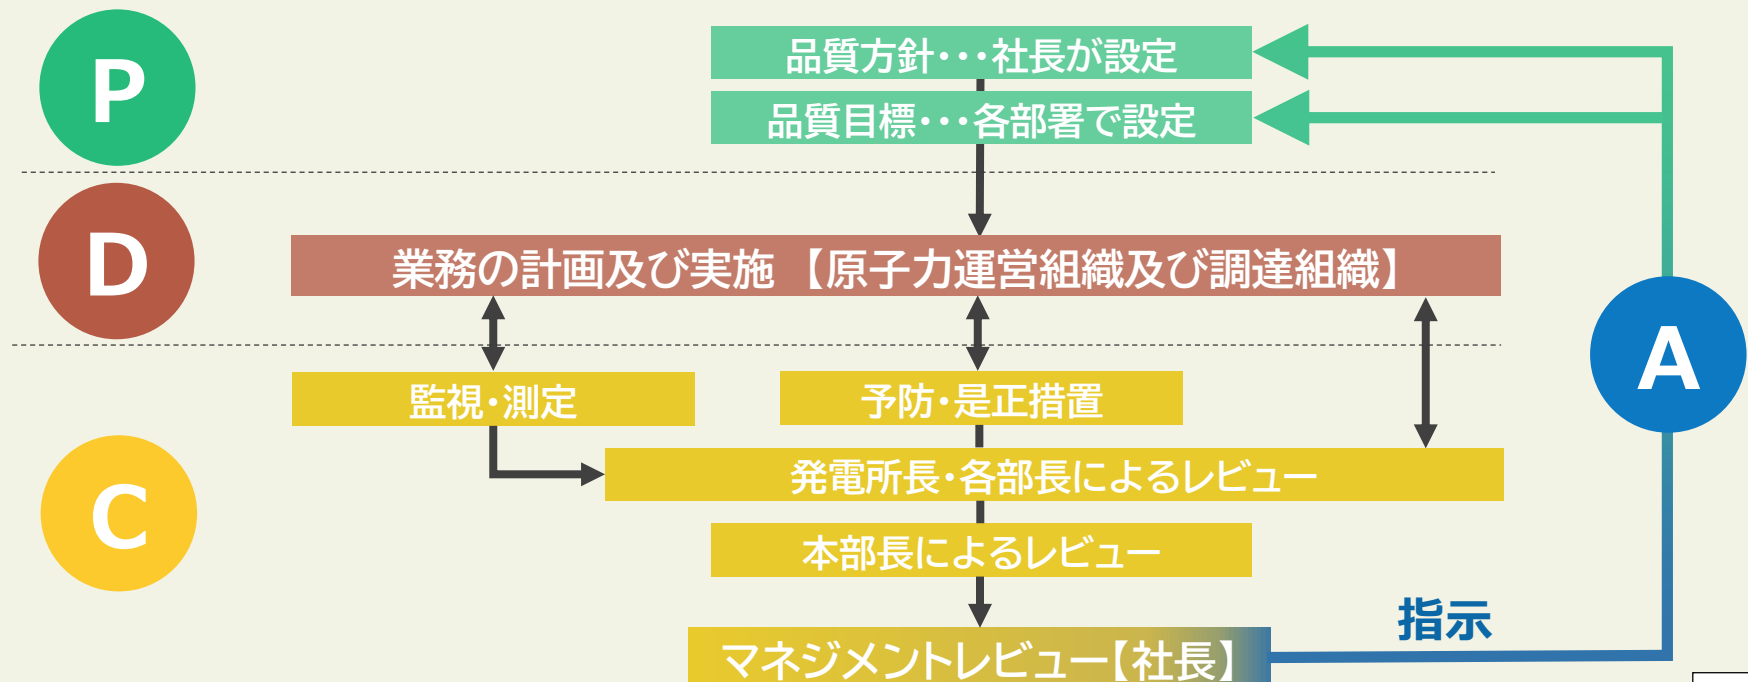 P
品質方針･･･社長が設定
品質目標･･･各部署で設定
D
業務の計画及び実施【原子力運営組織及び調達組織】
A
監視･測定
予防･是正措置
C
発電所長･各部長によるレビュー
本部長によるレビュー
指示
マネジメントレビュー【社長】